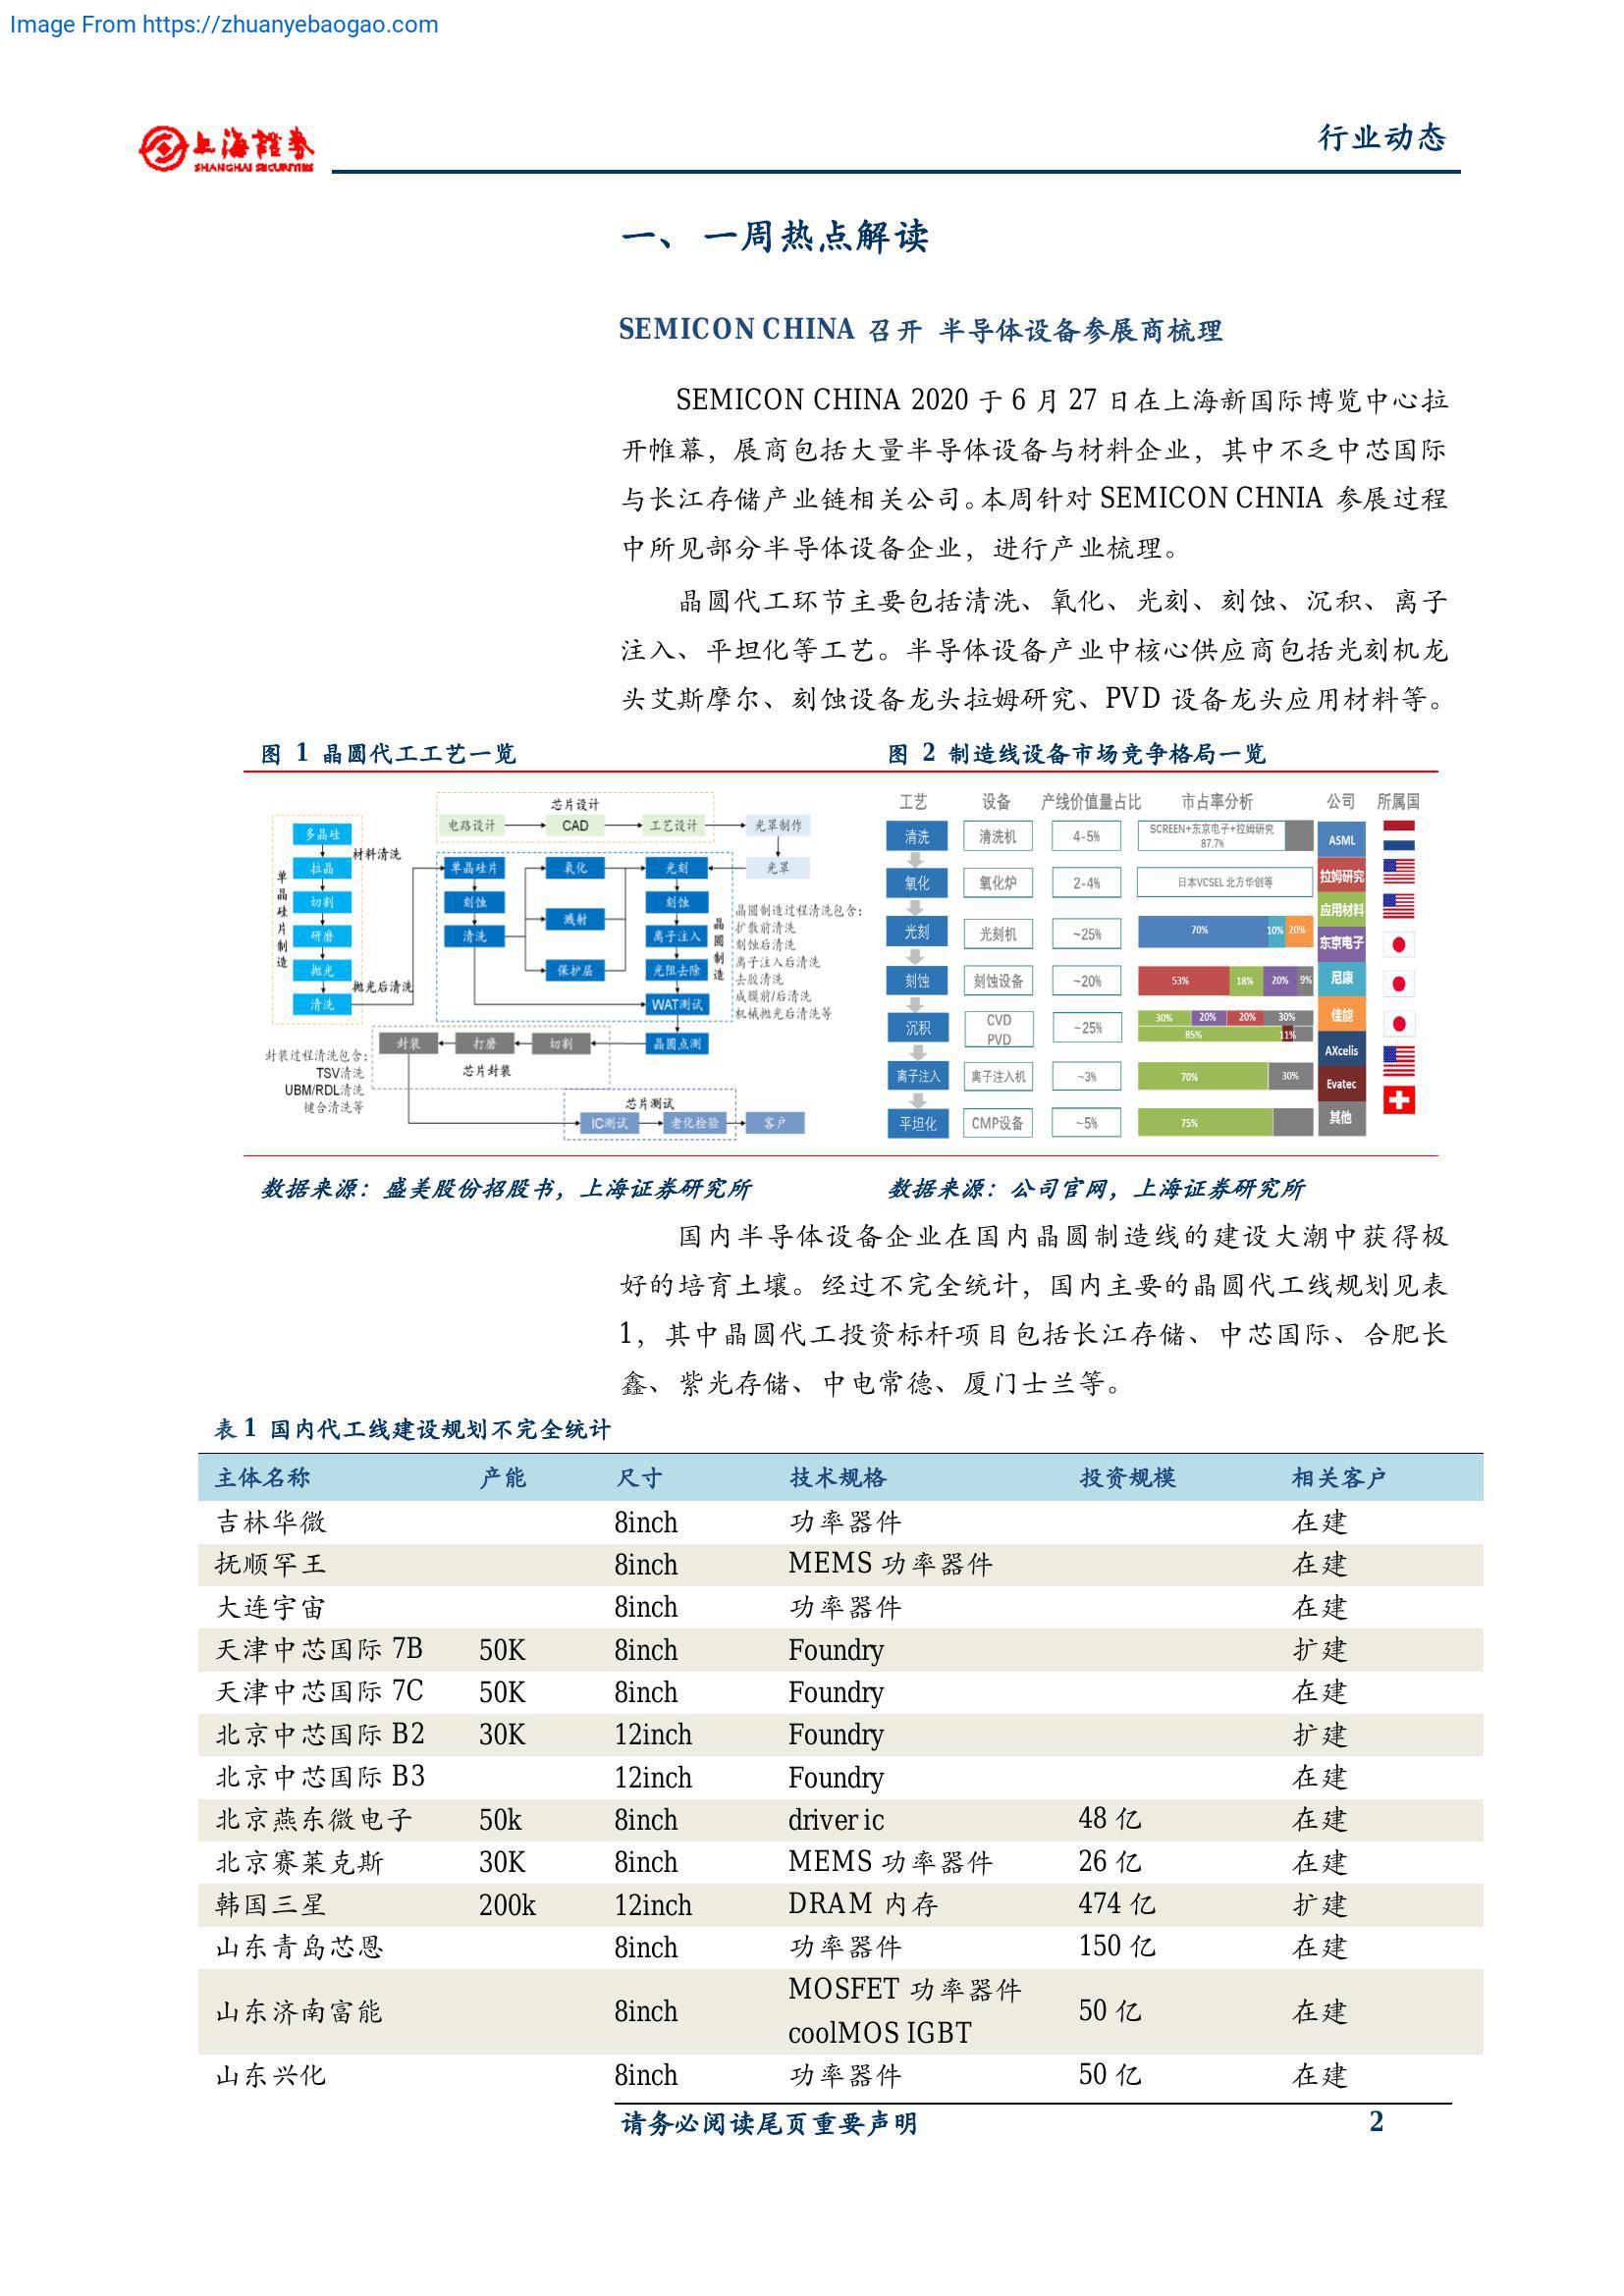 Image From https://zhuanyebaogao.com
上海證券
SHANGHAI SECURITIES
行业动态
一、 一周热点解读
SEMICON CHINA 召开 半导体设备参展商梳理
SEMICON CHINA 2020 于 6 月 27 日在上海新国际博览中心拉
开帷幕，展商包括大量半导体设备与材料企业，其中不乏中芯国际
与长江存储产业链相关公司。本周针对 SEMICON CHNIA 参展过程
中所见部分半导体设备企业，进行产业梳理。
晶圆代工环节主要包括清洗、氧化、光刻、刻蚀、沉积、离子
注入、平坦化等工艺。半导体设备产业中核心供应商包括光刻机龙
头艾斯摩尔、刻蚀设备龙头拉姆研究、PVD 设备龙头应用材料等。
图 1 晶圆代工工艺一览
芯片设计
电路设计 CAD 工艺设计 光罩制作
多晶硅
材料清洗
拉晶
切割
研磨
抛光
抛光后清洗
清洗
单晶硅片制造
单晶硅片 氧化 光刻 光罩
刻蚀 溅射 刻蚀
清洗 离子注入
保护层 光阻去除
WAT测试
晶圆制造
晶圆制造过程清洗包含：
扩散前清洗
刻蚀后清洗
离子注入后清洗
去胶清洗
成膜前/后清洗
机械抛光后清洗等
封装 打磨 切割 晶圆点测
芯片封装
封装过程清洗包含：
TSV清洗
UBM/RDL清洗
键合清洗等
芯片测试
IC测试 老化检验 客户
图 2 制造线设备市场竞争格局一览
工艺 设备 产线价值量占比 市占率分析 公司 所属国
清洗 清洗机 4-5% SCREEN+东京电子+拉姆研究
87.7%
氧化 氧化炉 2-4% 日本VCSEL 北方华创等
光刻 光刻机 ~25% 70% 10% 20%
刻蚀 刻蚀设备 ~20% 53% 18% 20% 9%
沉积 CVD PVD ~25% 30% 20% 20% 30%
85% 11%
离子注入 离子注入机 ~3% 70% 30%
平坦化 CMP设备 ~5% 75%
ASML
拉姆研究
应用材料
东京电子
尼康
佳能
AXcelis
Evatec
其他
数据来源：盛美股份招股书，上海证券研究所
数据来源：公司官网，上海证券研究所
国内半导体设备企业在国内晶圆制造线的建设大潮中获得极
好的培育土壤。经过不完全统计，国内主要的晶圆代工线规划见表
1，其中晶圆代工投资标杆项目包括长江存储、中芯国际、合肥长
鑫、紫光存储、中电常德、厦门士兰等。
表 1 国内代工线建设规划不完全统计
主体名称 产能 尺寸 技术规格 投资规模 相关客户
吉林华微 8inch 功率器件 在建
抚顺罕王 8inch MEMS 功率器件 在建
大连宇宙 8inch 功率器件 在建
天津中芯国际 7B 50K 8inch Foundry 扩建
天津中芯国际 7C 50K 8inch Foundry 在建
北京中芯国际 B2 30K 12inch Foundry 扩建
北京中芯国际 B3 12inch Foundry 在建
北京燕东微电子 50k 8inch driver ic 48 亿 在建
北京赛莱克斯 30K 8inch MEMS 功率器件 26 亿 在建
韩国三星 200k 12inch DRAM 内存 474 亿 扩建
山东青岛芯恩 8inch 功率器件 150 亿 在建
山东济南富能 8inch MOSFET 功率器件 50 亿 在建
coolMOS IGBT
山东兴化 8inch 功率器件 50 亿 在建
请务必阅读尾页重要声明 2